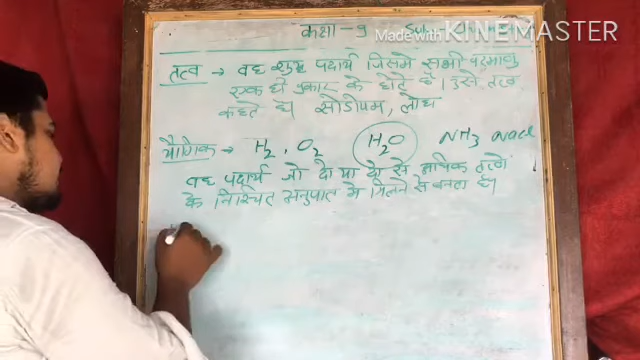 कक्षा - 9 Sub
Made with KINEMASTER
तत्व → वह शुद्ध पदार्थ जिसमे सभी परमाणु
एक ही प्रकार के होते है। उसे तत्व
कहते है। सोडीयम, लोहा
यौगिक → H₂, O₂ H₂O NH₃ NaCl
वह पदार्थ जो दो या दो से अधिक तत्वो
के निश्चित अनुपात मे मिलने से बनता है।